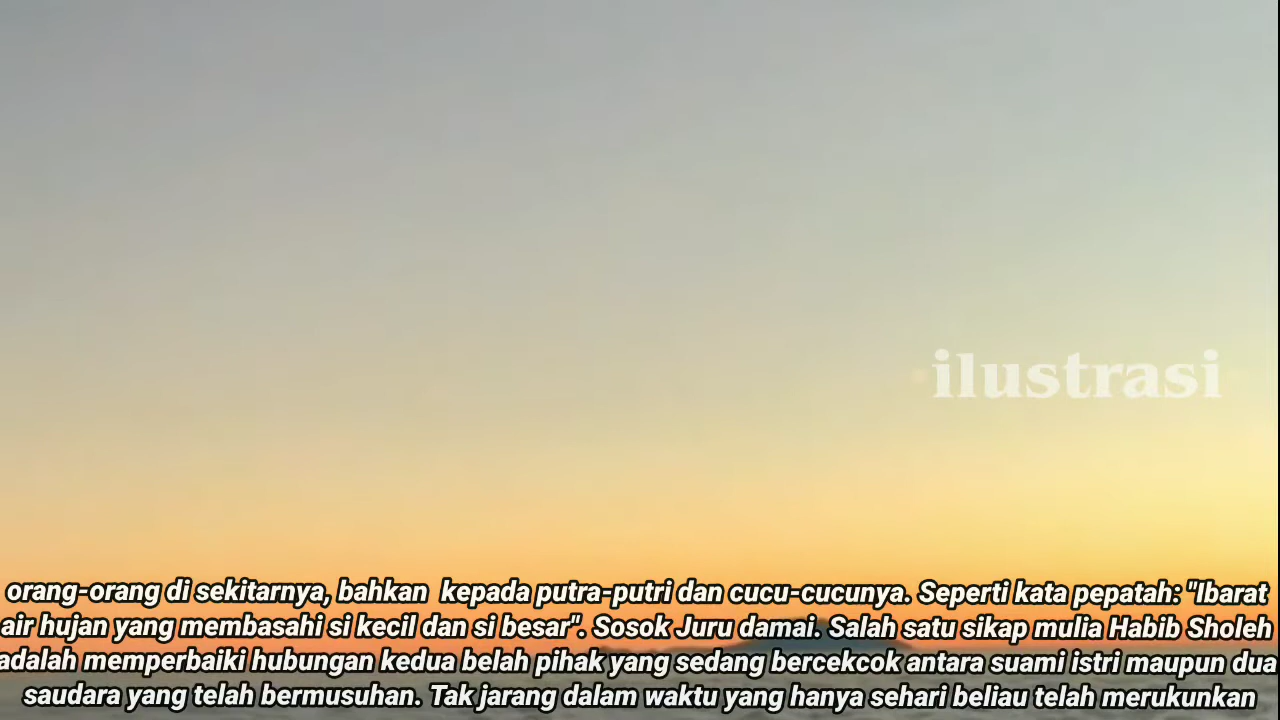 ilustrasi
orang-orang di sekitarnya, bahkan  kepada putra-putri dan cucu-cucunya. Seperti kata pepatah: "Ibarat
air hujan yang membasahi si kecil dan si besar". Sosok Juru damai. Salah satu sikap mulia Habib Sholeh
adalah memperbaiki hubungan kedua belah pihak yang sedang bercekcok antara suami istri maupun dua
saudara yang telah bermusuhan. Tak jarang dalam waktu yang hanya sehari beliau telah merukunkan